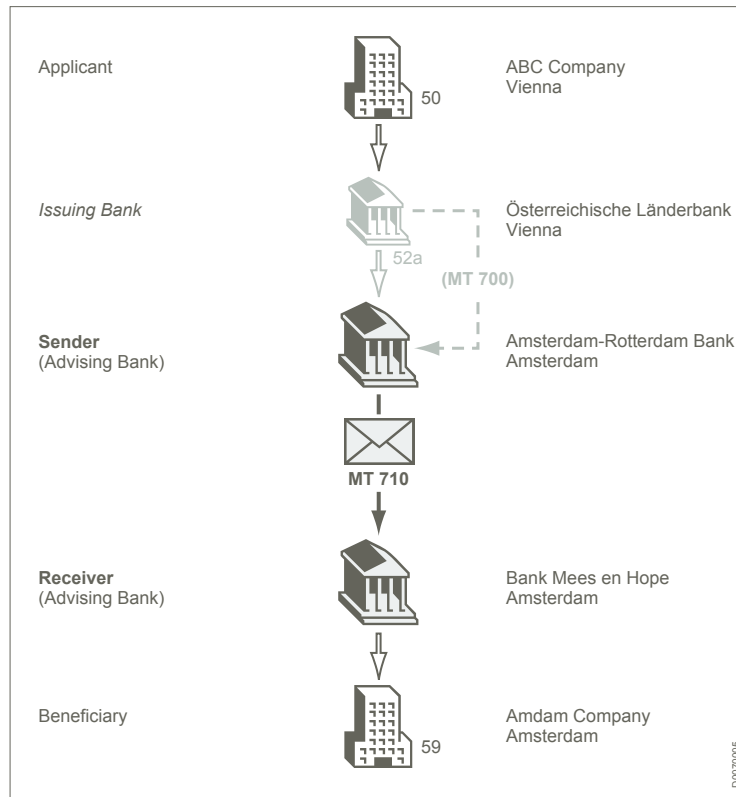 Applicant
50
ABC Company
Vienna
Issuing Bank
52a
Österreichische Länderbank
Vienna
(MT 700)
Sender
(Advising Bank)
Amsterdam-Rotterdam Bank
Amsterdam
MT 710
Receiver
(Advising Bank)
Bank Mees en Hope
Amsterdam
Beneficiary
59
Amdam Company
Amsterdam